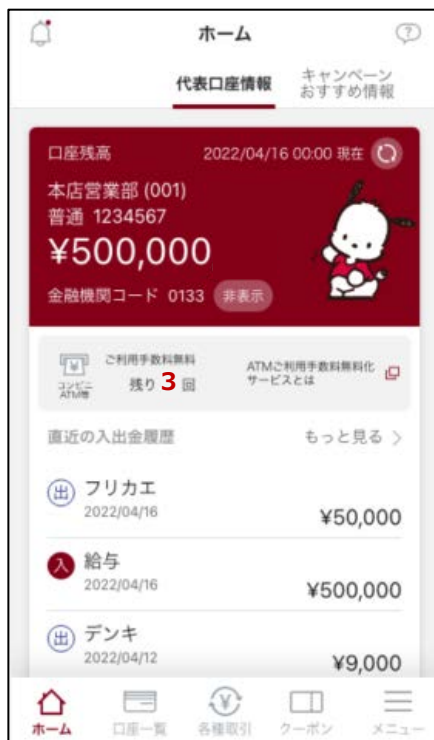 ホーム
代表口座情報
キャンペーン
おすすめ情報
口座残高
2022/04/16 00:00 現在
本店営業部 (001)
普通 1234567
¥500,000
金融機関コード 0133
非表示
コンビニ
ATM等
ご利用手数料無料
残り 3 回
ATMご利用手数料無料化
サービスとは
直近の入出金履歴
もっと見る
出
フリカエ
2022/04/16
¥50,000
入
給与
2022/04/16
¥500,000
出
デンキ
2022/04/12
¥9,000
ホーム
口座一覧
各種取引
クーポン
メニュー